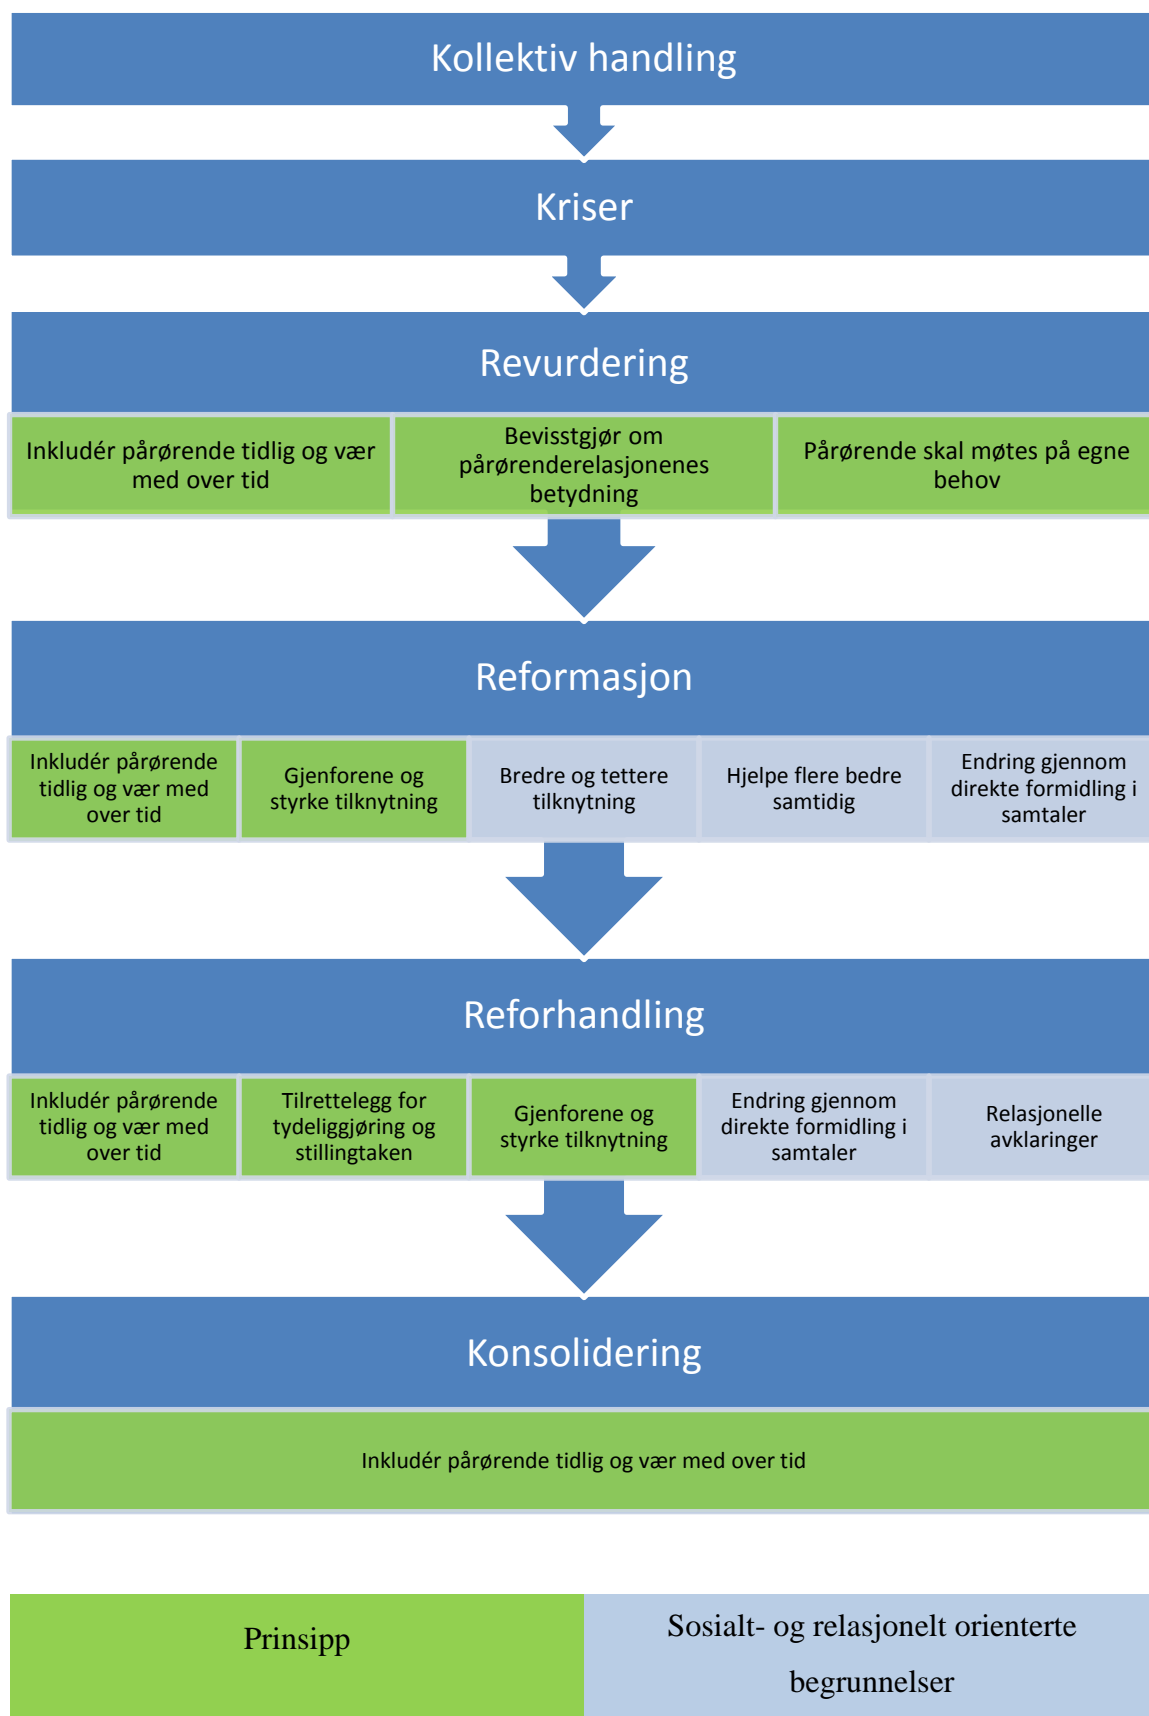 Kollektiv handling
Kriser
Revurdering
Inkludér pårørende tidlig og vær
med over tid
Bevisstgjør om
pårørenderelasjonenes
betydning
Pårørende skal møtes på egne
behov
Reformasjon
Inkludér pårørende
tidlig og vær med
over tid
Gjenforene og
styrke tilknytning
Bredre og tettere
tilknytning
Hjelpe flere bedre
samtidig
Endring gjennom
direkte formidling i
samtaler
Reforhandling
Inkludér pårørende
tidlig og vær med
over tid
Tilrettelegg for
tydeliggjøring og
stillingtaken
Gjenforene og
styrke tilknytning
Endring gjennom
direkte formidling i
samtaler
Relasjonelle
avklaringer
Konsolidering
Inkludér pårørende tidlig og vær med over tid
Prinsipp
Sosialt- og relasjonelt orienterte
begrunnelser